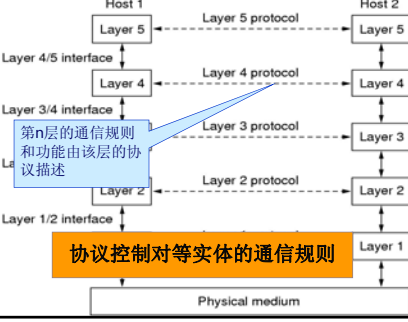 Host 1
Host 2
Layer 5
Layer 5 protocol
Layer 5
Layer 4/5 interface
Layer 4
Layer 4 protocol
Layer 4
Layer 3/4 interface
第n层的通信规则
和功能由该层的协
议描述
Layer 3 protocol
Layer 3
Layer 2
Layer 2 protocol
Layer 2
Layer 1/2 interface
协议控制对等实体的通信规则
Layer 1
Physical medium